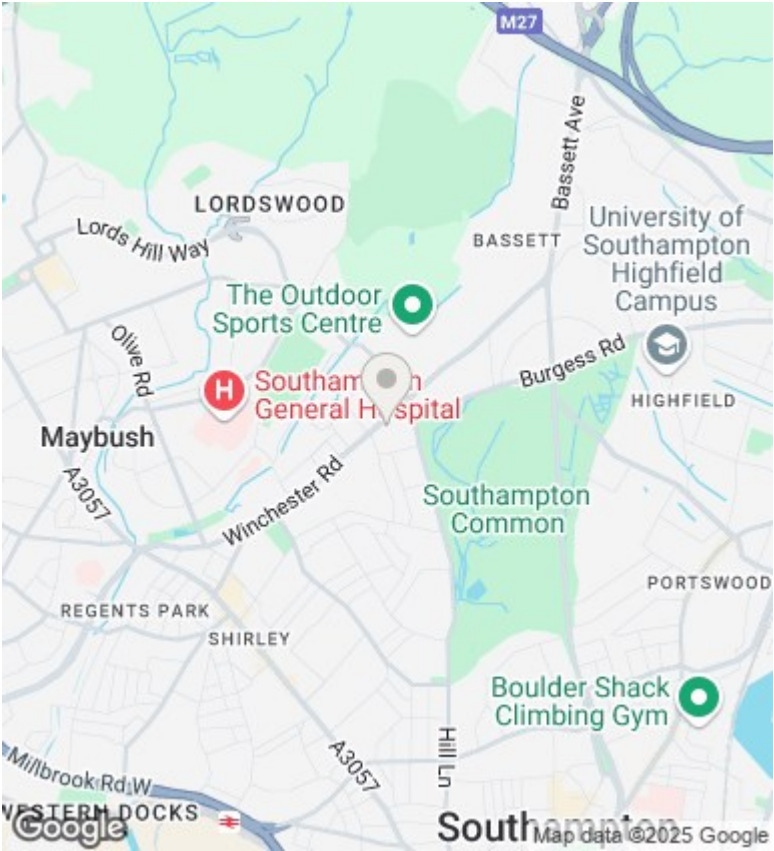 M27
Bassett Ave
LORDSWOOD
Lords Hill Way
BASSETT
University of
Southampton
Highfield
Campus
The Outdoor
Sports Centre
Olive Rd
Burgess Rd
H
Southampton
General Hospital
HIGHFIELD
Maybush
A3057
Winchester Rd
Southampton
Common
PORTSWOOD
REGENTS PARK
SHIRLEY
Boulder Shack
Climbing Gym
Hill Ln
A3057
Millbrook Rd W
WESTERN DOCKS
Google
Southampton
Map data ©2025 Google